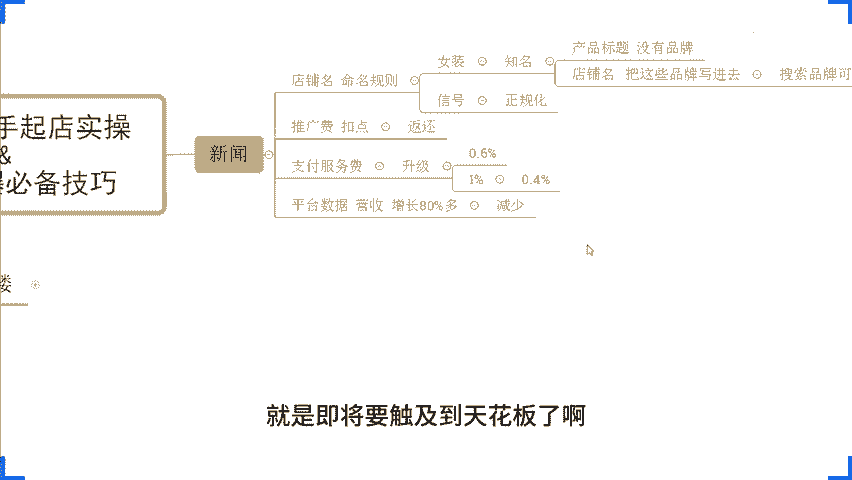 手起店实操
&
必备技巧
新闻
店铺名 命名规则
女装
知名
产品标题 没有品牌
店铺名 把这些品牌写进去
搜索品牌可
信号
正规化
推广费 扣点
返还
支付服务费
升级
0.6%
1%
0.4%
平台数据 营收 增长80%多
减少
就是即将要触及到天花板了啊